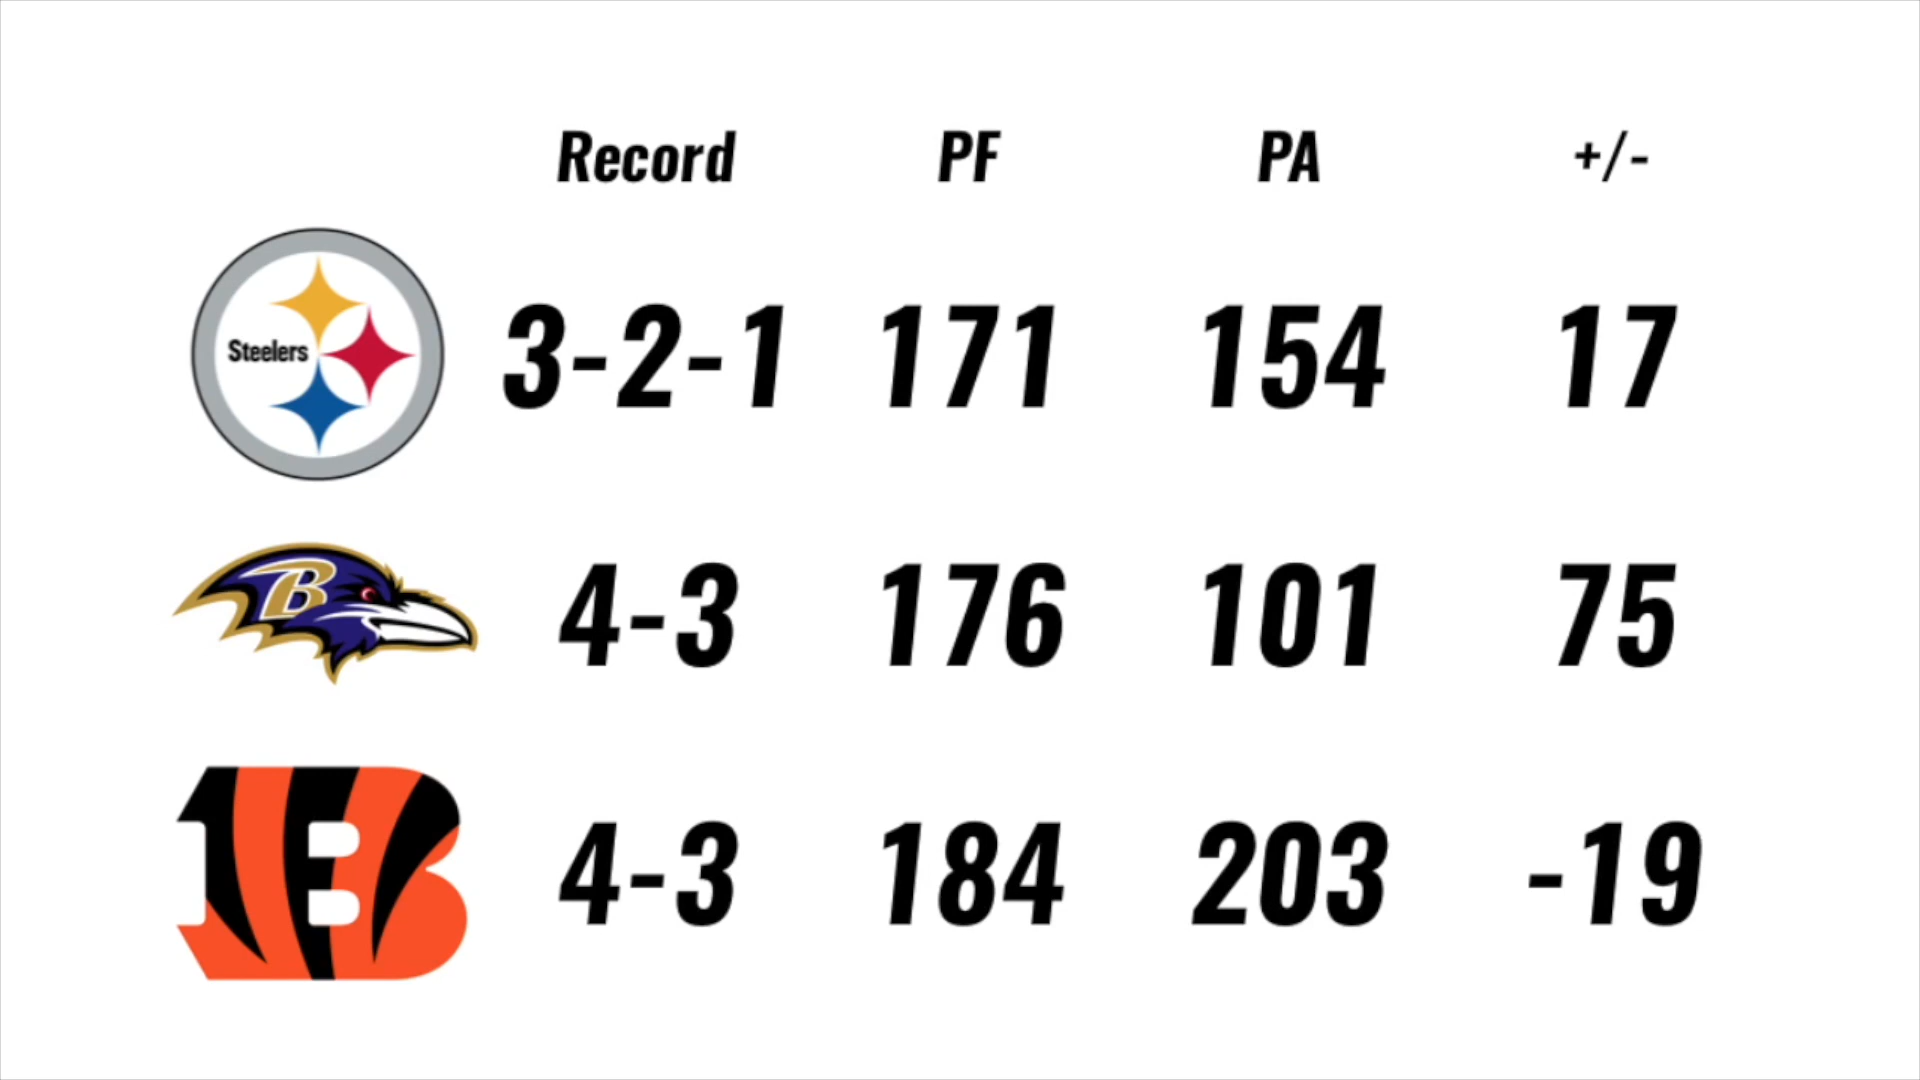 Record PF PA +/-
Steelers 3-2-1 171 154 17
B 4-3 176 101 75
B 4-3 184 203 -19